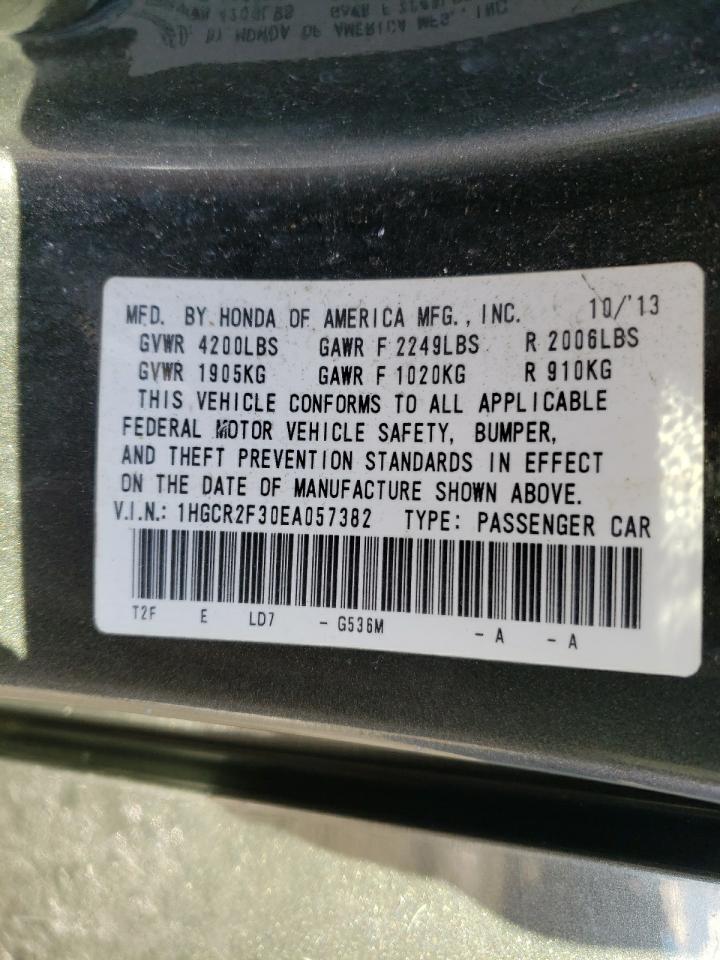 MFD. BY HONDA OF AMERICA MFG., INC. 10/'13
GVWR 4200LBS GAWR F 2249LBS R 2006LBS
GVWR 1905KG GAWR F 1020KG R 910KG
THIS VEHICLE CONFORMS TO ALL APPLICABLE
FEDERAL MOTOR VEHICLE SAFETY, BUMPER,
AND THEFT PREVENTION STANDARDS IN EFFECT
ON THE DATE OF MANUFACTURE SHOWN ABOVE.
V.I.N.: 1HGCR2F30EA057382 TYPE: PASSENGER CAR
T2F E LD7 - G536M - A - A